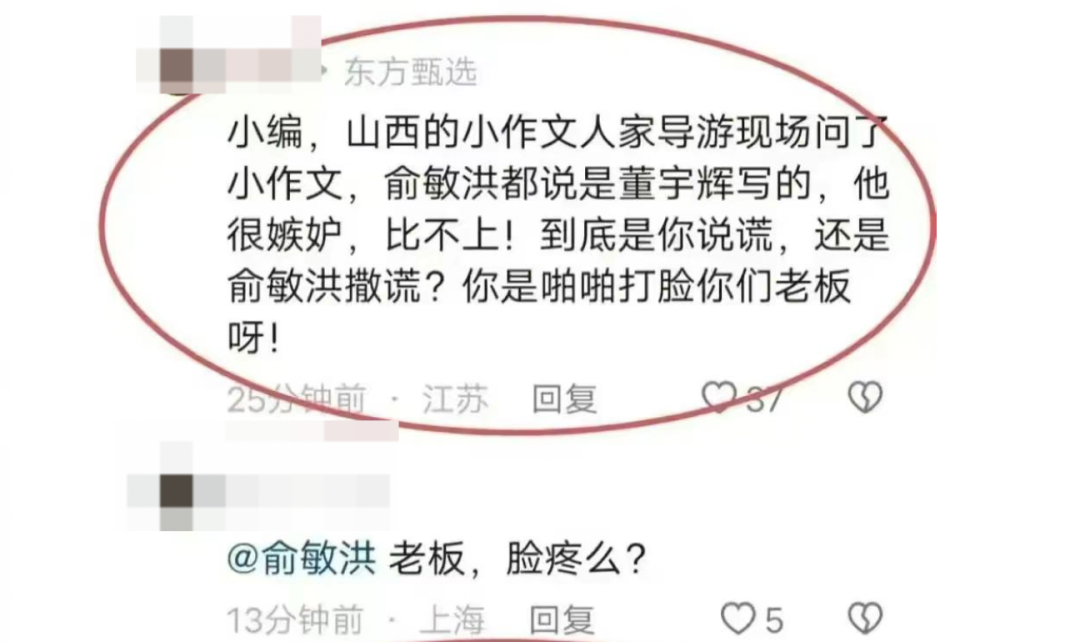 东方甄选
小编，山西的小作文人家导游现场问了
小作文，俞敏洪都说是董宇辉写的，他
很嫉妒，比不上！到底是你说谎，还是
俞敏洪撒谎？你是啪啪打脸你们老板
呀！
25分钟前 · 江苏 回复 37
@俞敏洪 老板，脸疼么？
13分钟前 · 上海 回复 5